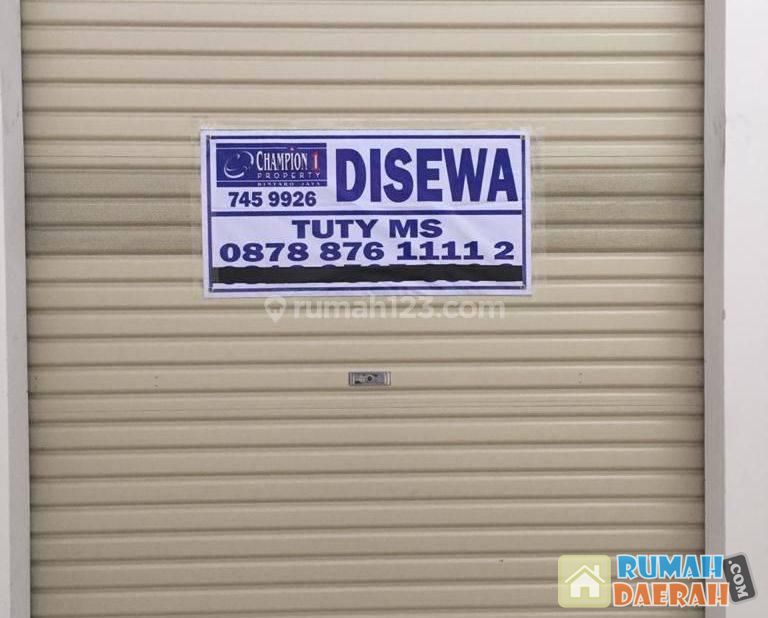 CHAMPION 1
PROPERTY
BINTARO JAYA
745 9926
DISEWA
TUTY MS
0878 876 1111 2
rumah123.com
RUMAH
DAERAH
.com